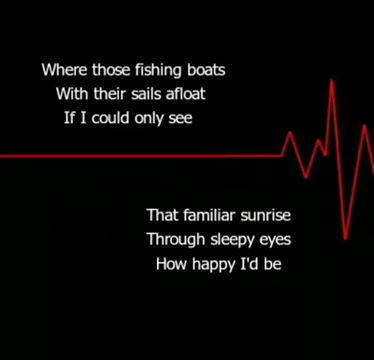 Where those fishing boats
With their sails afloat
If I could only see
That familiar sunrise
Through sleepy eyes
How happy I'd be